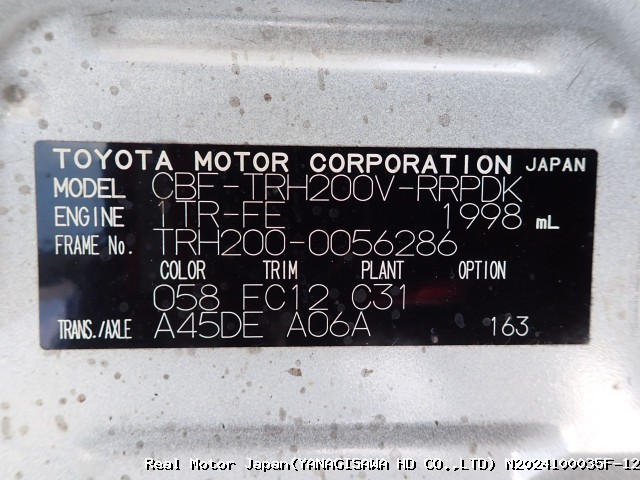 TOYOTA MOTOR CORPORATION JAPAN
MODEL CBF-TRH200V-RRPDK
ENGINE 1TR-FE 1998 mL
FRAME No. TRH200-0056286
COLOR TRIM PLANT OPTION
058 FC12 C31
TRANS./AXLE A45DE A06A 163
Real Motor Japan(YANAGISAWA HD CO.,LTD) N2024100035F-12